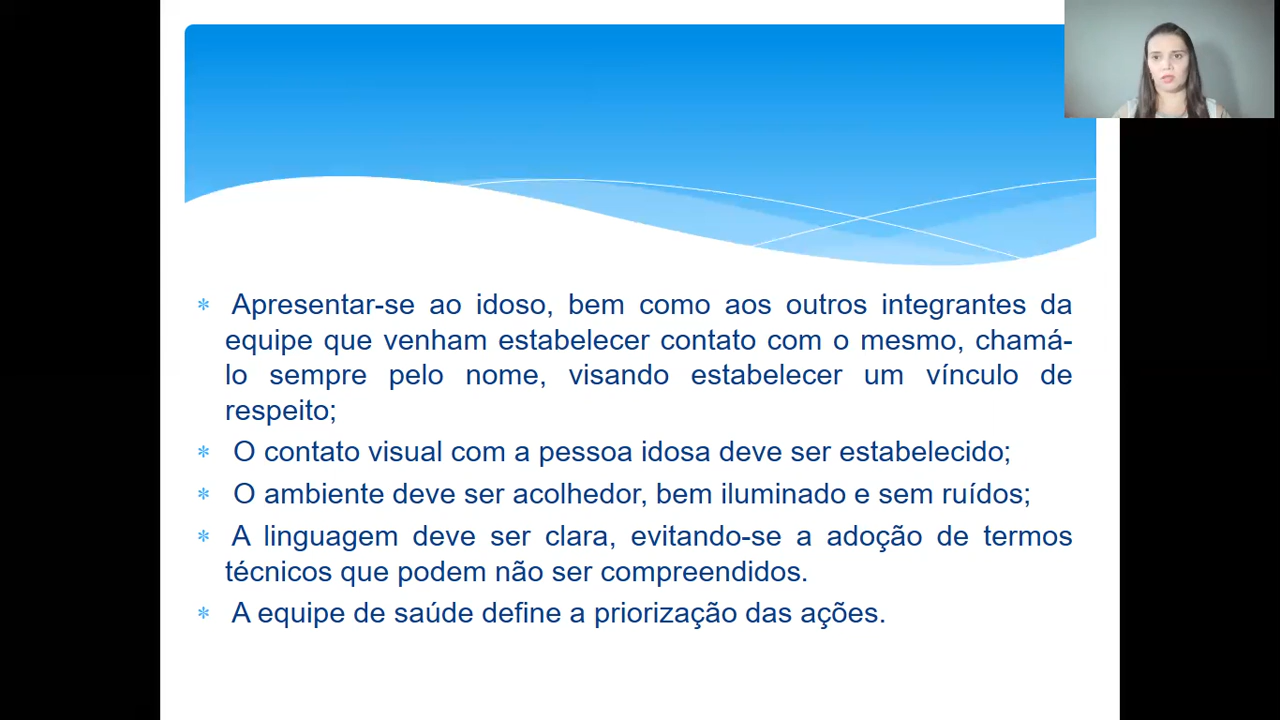 * Apresentar-se ao idoso, bem como aos outros integrantes da
equipe que venham estabelecer contato com o mesmo, chamá-
lo sempre pelo nome, visando estabelecer um vínculo de
respeito;
* O contato visual com a pessoa idosa deve ser estabelecido;
* O ambiente deve ser acolhedor, bem iluminado e sem ruídos;
* A linguagem deve ser clara, evitando-se a adoção de termos
técnicos que podem não ser compreendidos.
* A equipe de saúde define a priorização das ações.